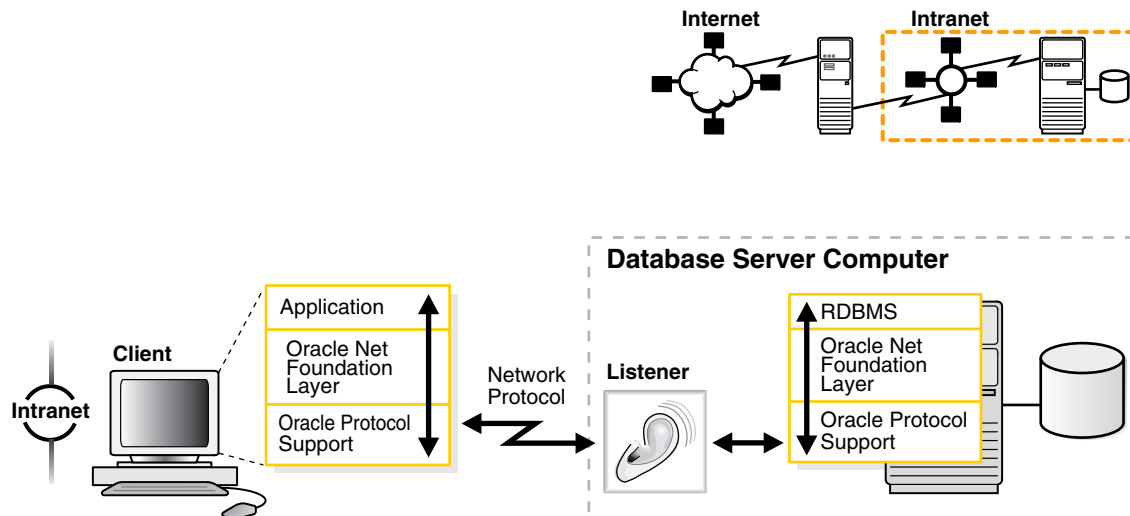 Internet
Intranet
Database Server Computer
Client
Intranet
Application
Oracle Net
Foundation
Layer
Oracle Protocol
Support
Network
Protocol
Listener
RDBMS
Oracle Net
Foundation
Layer
Oracle Protocol
Support